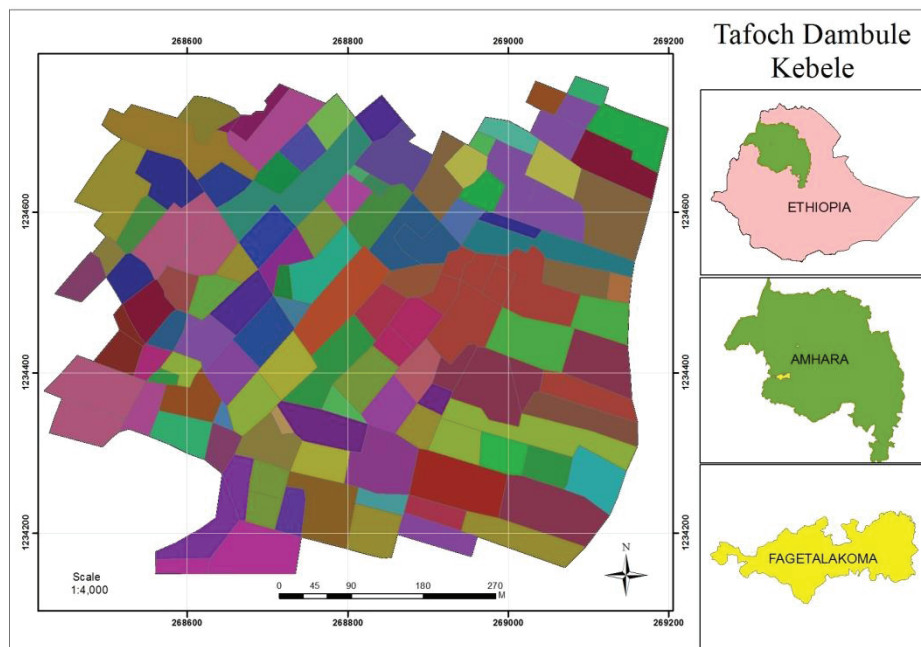 Tafoch Dambule
Kebele
268600 268800 269000 269200
1234600
1234400
1234200
1234600
1234400
1234200
Scale
1:4,000
0 45 90 180 270
M
N
268600 268800 269000 269200
ETHIOPIA
AMHARA
FAGETALAKOMA